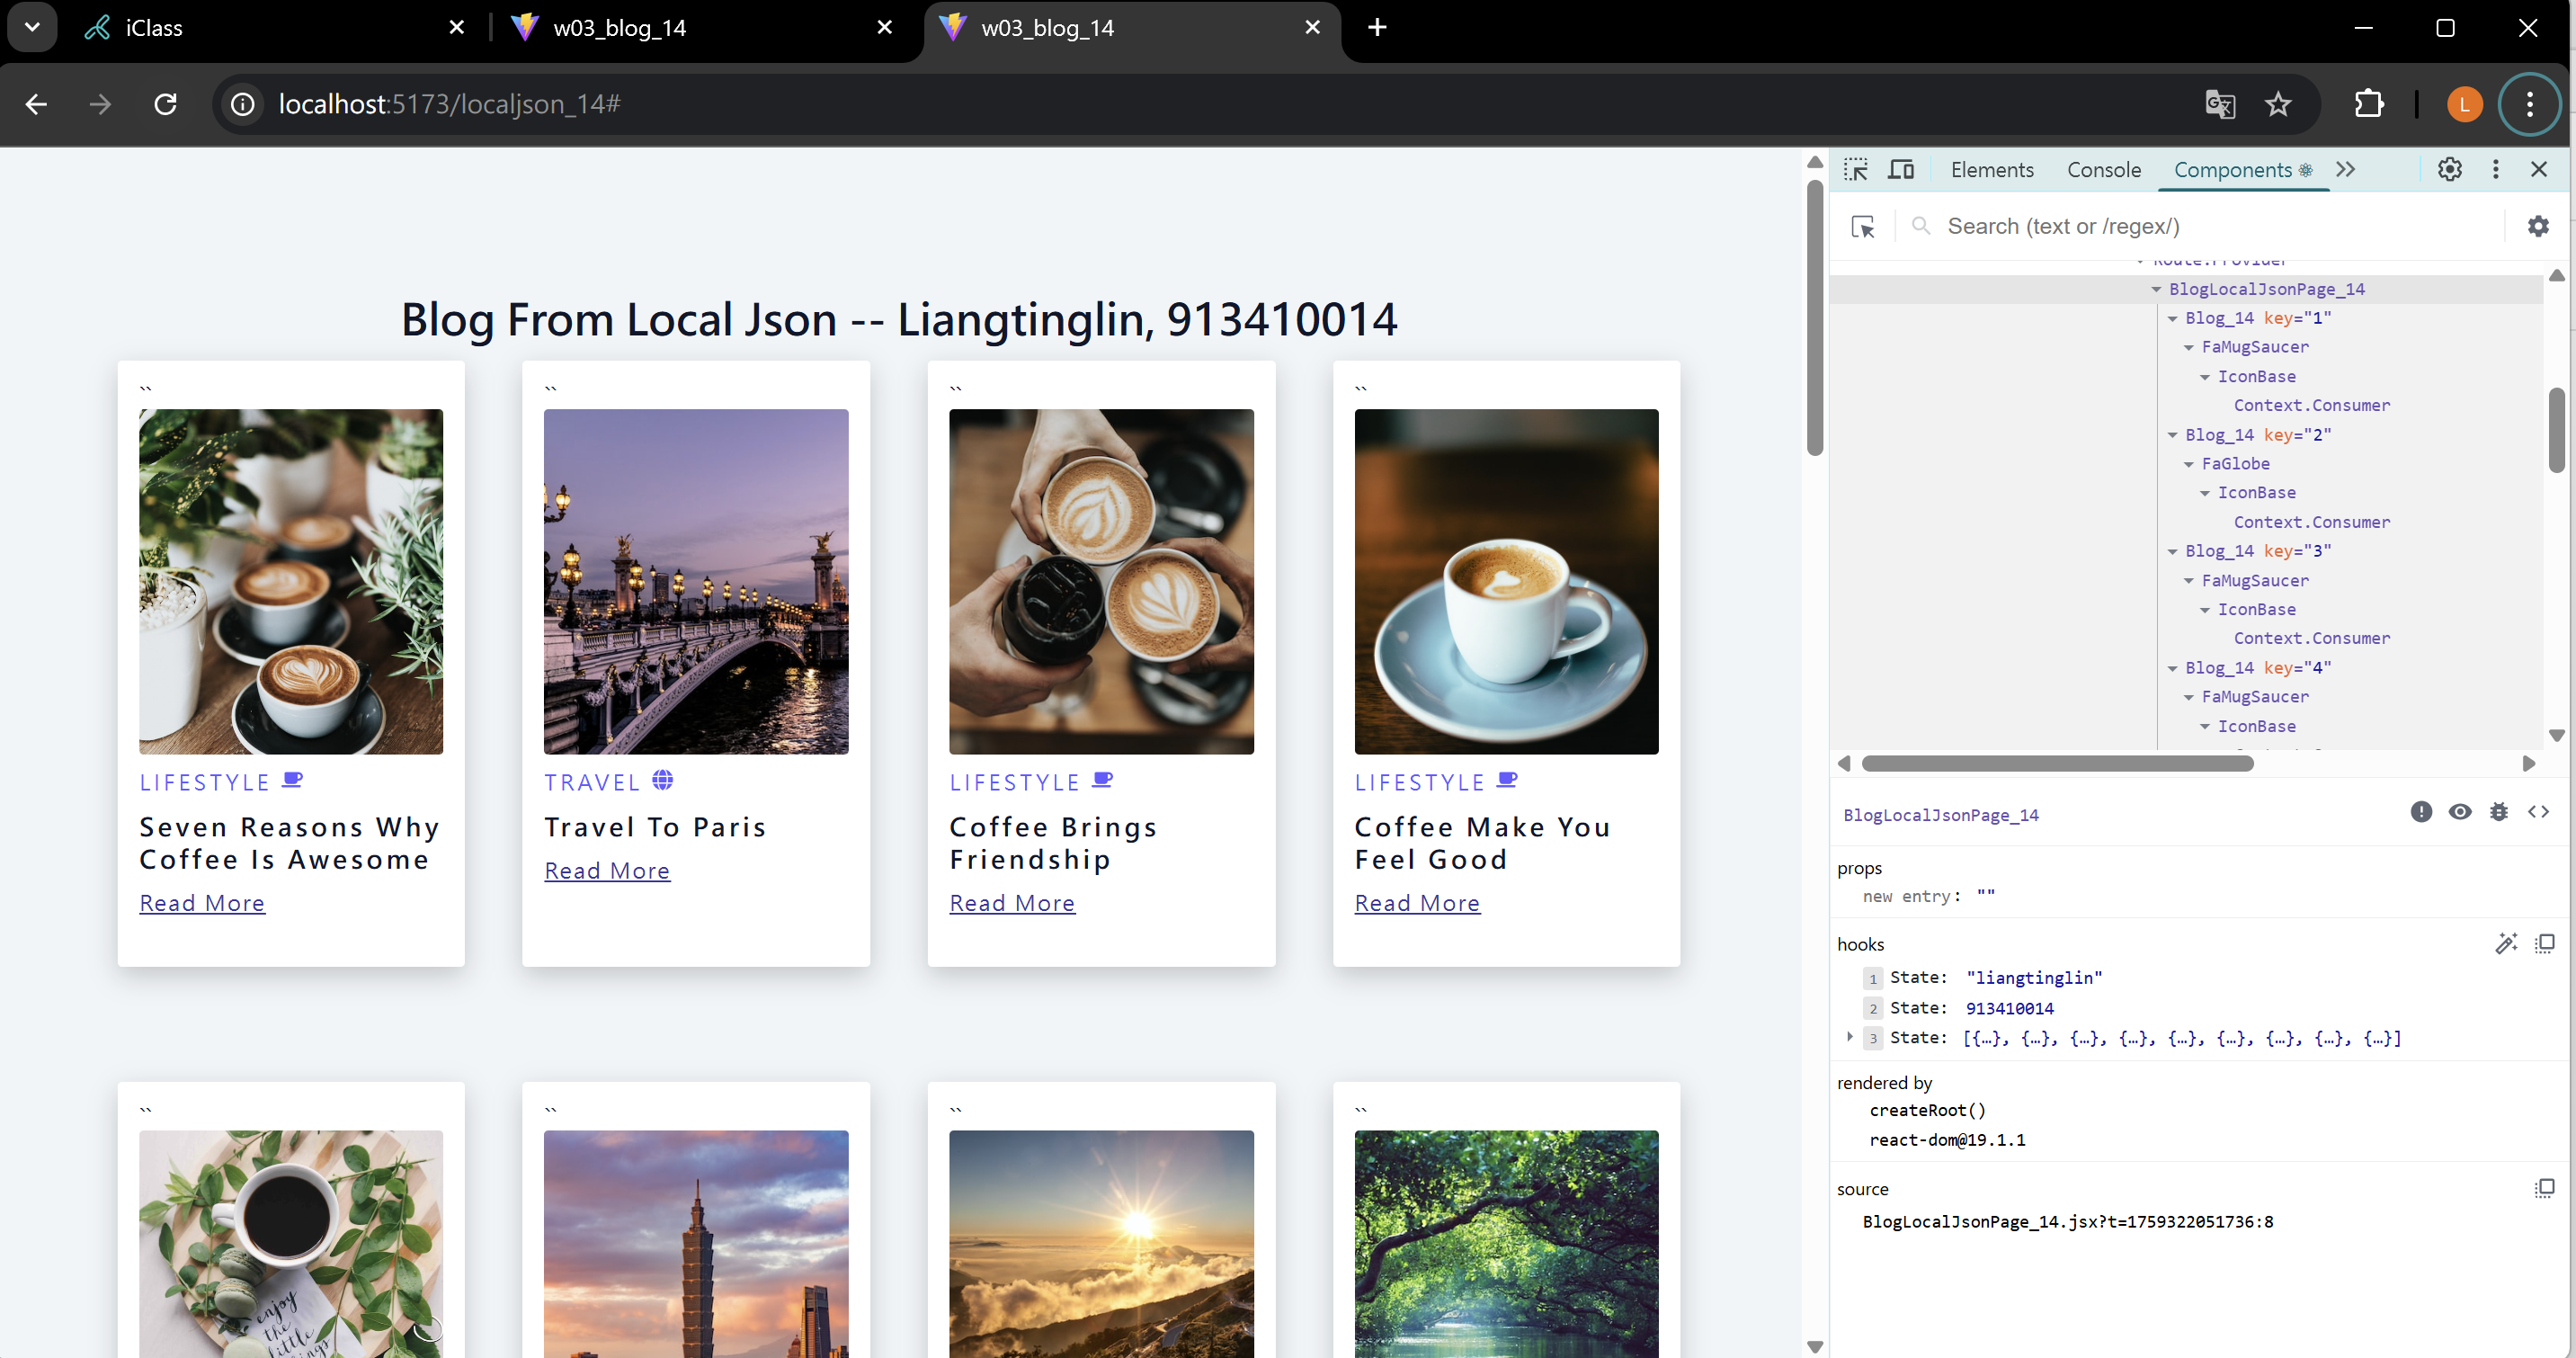 iClass
w03_blog_14
w03_blog_14
localhost:5173/localjson_14#
L
Elements
Console
Components
Search (text or /regex/)
Route.Provider
BlogLocalJsonPage_14
Blog_14 key="1"
FaMugSaucer
IconBase
Context.Consumer
Blog_14 key="2"
FaGlobe
IconBase
Context.Consumer
Blog_14 key="3"
FaMugSaucer
IconBase
Context.Consumer
Blog_14 key="4"
FaMugSaucer
IconBase
BlogLocalJsonPage_14
props
new entry: ""
hooks
1 State: "liangtinglin"
2 State: 913410014
3 State: [{…}, {…}, {…}, {…}, {…}, {…}, {…}, {…}, {…}]
rendered by
createRoot()
react-dom@19.1.1
source
BlogLocalJsonPage_14.jsx?t=1759322051736:8
Blog From Local Json -- Liangtinglin, 913410014
``
LIFESTYLE
Seven Reasons Why
Coffee Is Awesome
Read More
``
TRAVEL
Travel To Paris
Read More
``
LIFESTYLE
Coffee Brings
Friendship
Read More
``
LIFESTYLE
Coffee Make You
Feel Good
Read More
``
enjoy
the
little
``
``
``